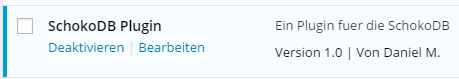 SchokoDB Plugin
Deaktivieren | Bearbeiten
Ein Plugin fuer die SchokoDB
Version 1.0 | Von Daniel M.